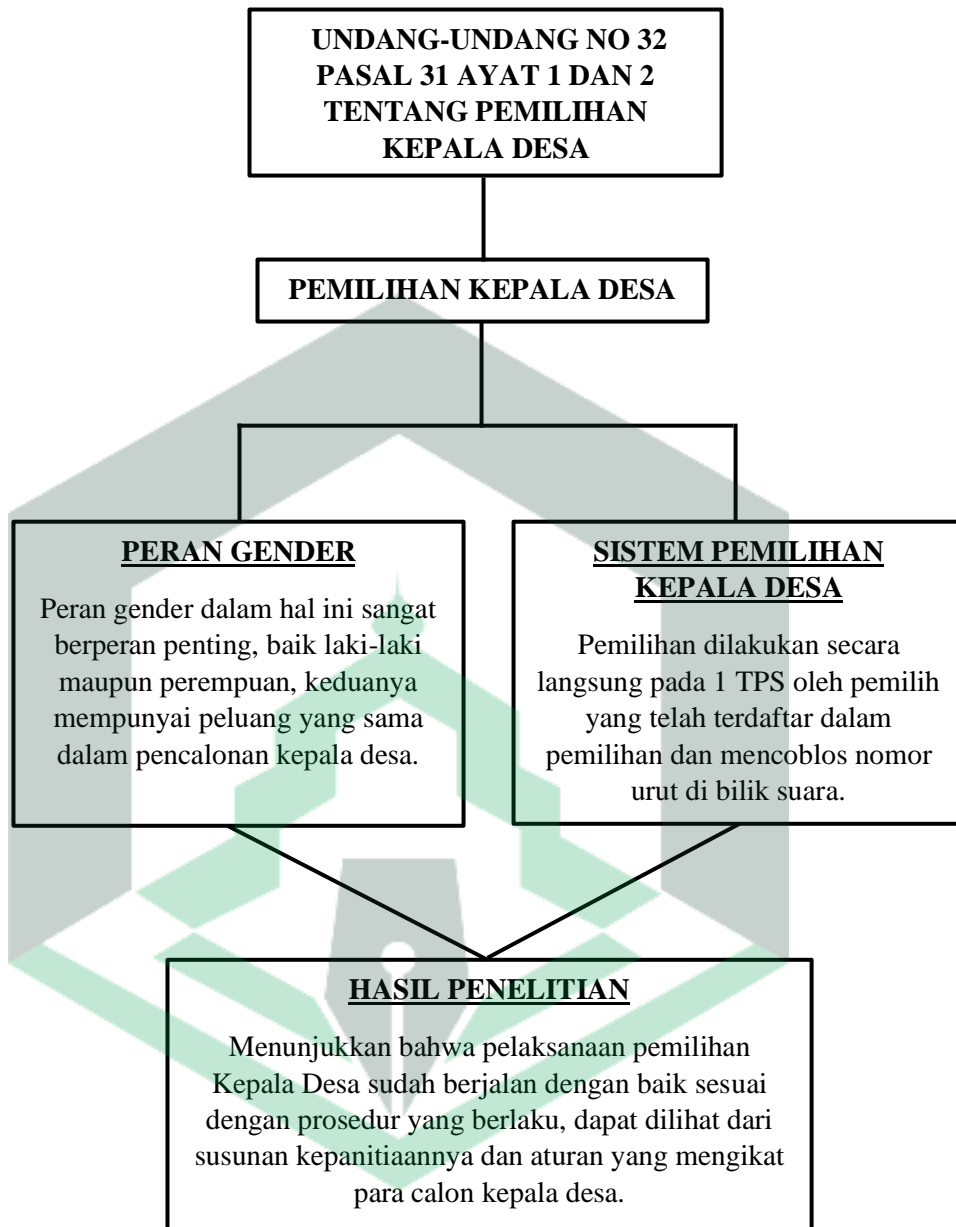 UNDANG-UNDANG NO 32
PASAL 31 AYAT 1 DAN 2
TENTANG PEMILIHAN
KEPALA DESA
PEMILIHAN KEPALA DESA
PERAN GENDER
Peran gender dalam hal ini sangat
berperan penting, baik laki-laki
maupun perempuan, keduanya
mempunyai peluang yang sama
dalam pencalonan kepala desa.
SISTEM PEMILIHAN
KEPALA DESA
Pemilihan dilakukan secara
langsung pada 1 TPS oleh pemilih
yang telah terdaftar dalam
pemilihan dan mencoblos nomor
urut di bilik suara.
HASIL PENELITIAN
Menunjukkan bahwa pelaksanaan pemilihan
Kepala Desa sudah berjalan dengan baik sesuai
dengan prosedur yang berlaku, dapat dilihat dari
susunan kepanitiaannya dan aturan yang mengikat
para calon kepala desa.